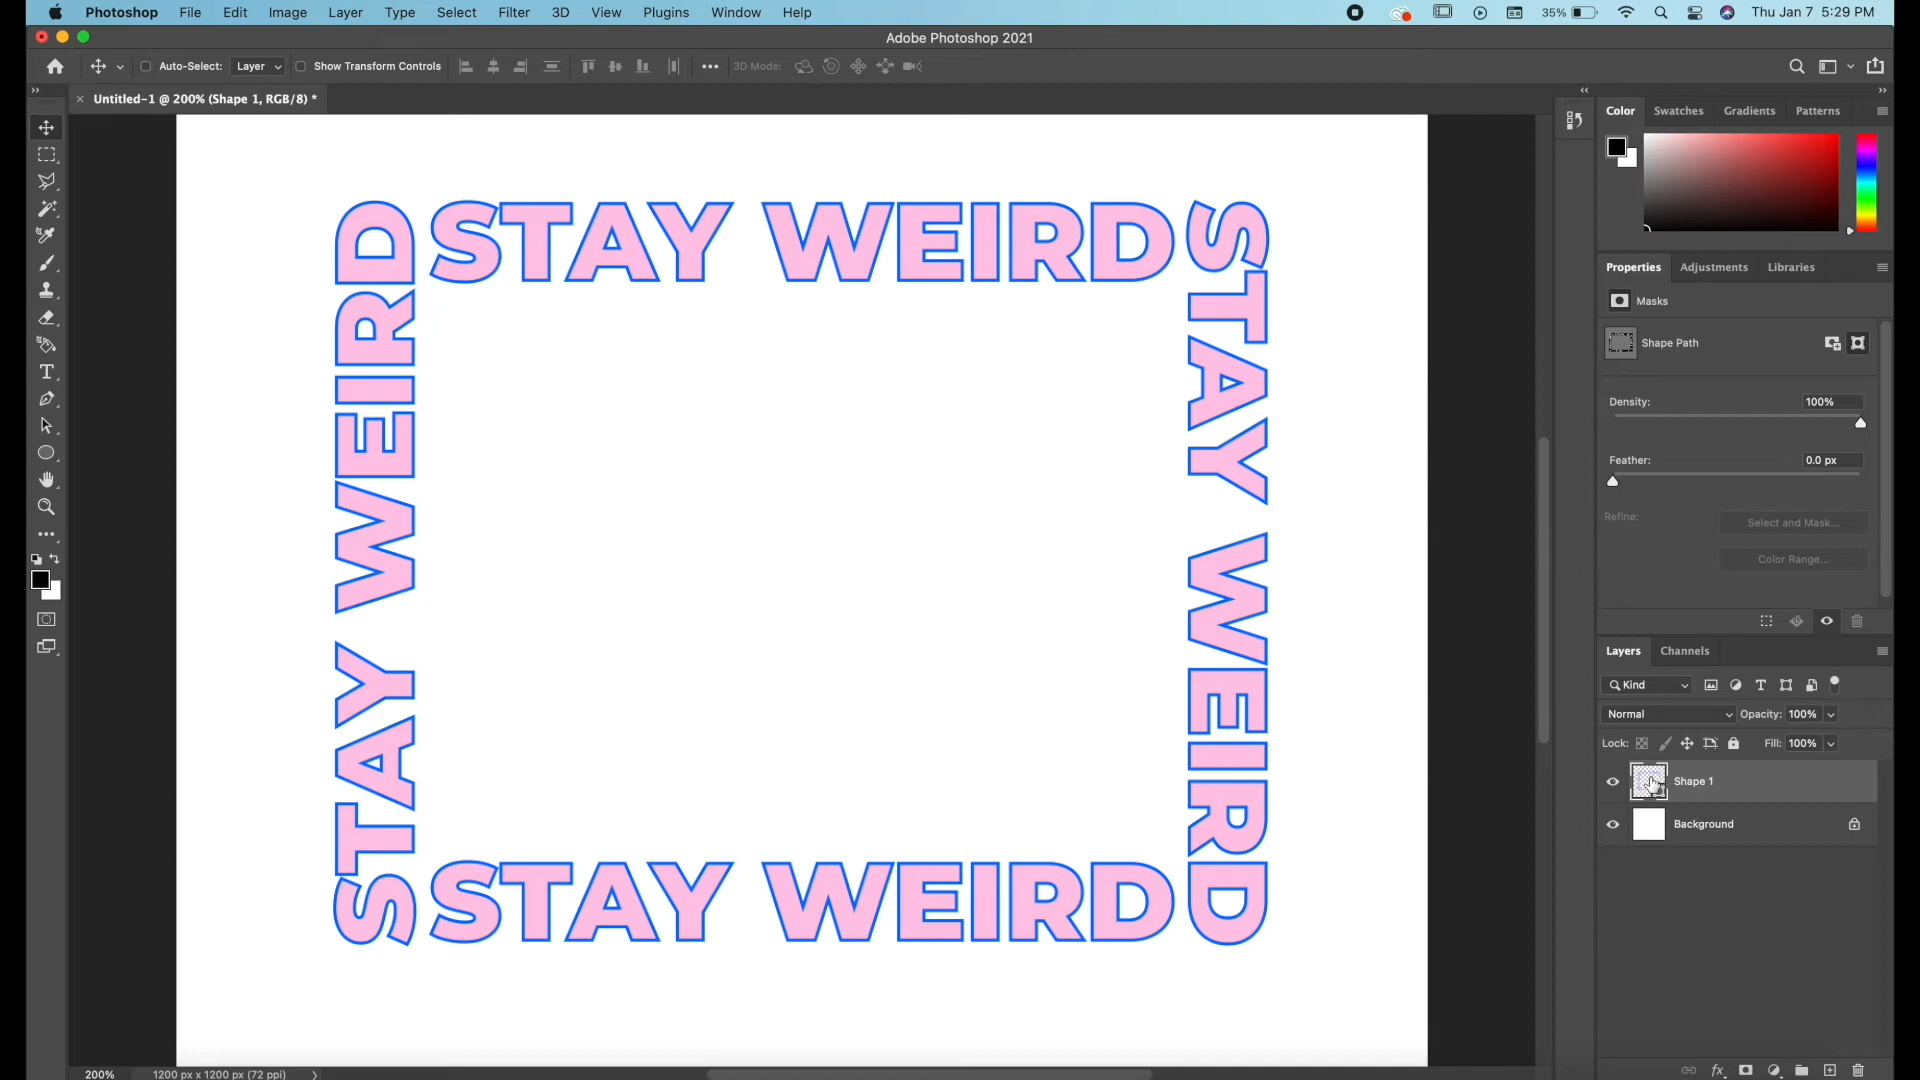 Photoshop File Edit Image Layer Type Select Filter 3D View Plugins Window Help 35% Thu Jan 7 5:29 PM
Adobe Photoshop 2021
Auto-Select: Layer Show Transform Controls 3D Mode:
Untitled-1 @ 200% (Shape 1, RGB/8) *
Color Swatches Gradients Patterns
STAY WEIRD
STAY WEIRD
STAY WEIRD
STAY WEIRD
Properties Adjustments Libraries
Masks
Shape Path
Density: 100%
Feather: 0.0 px
Refine: Select and Mask...
Color Range...
Layers Channels
Kind
Normal Opacity: 100%
Lock: Fill: 100%
Shape 1
Background
fx
200% 1200 px x 1200 px (72 ppi)